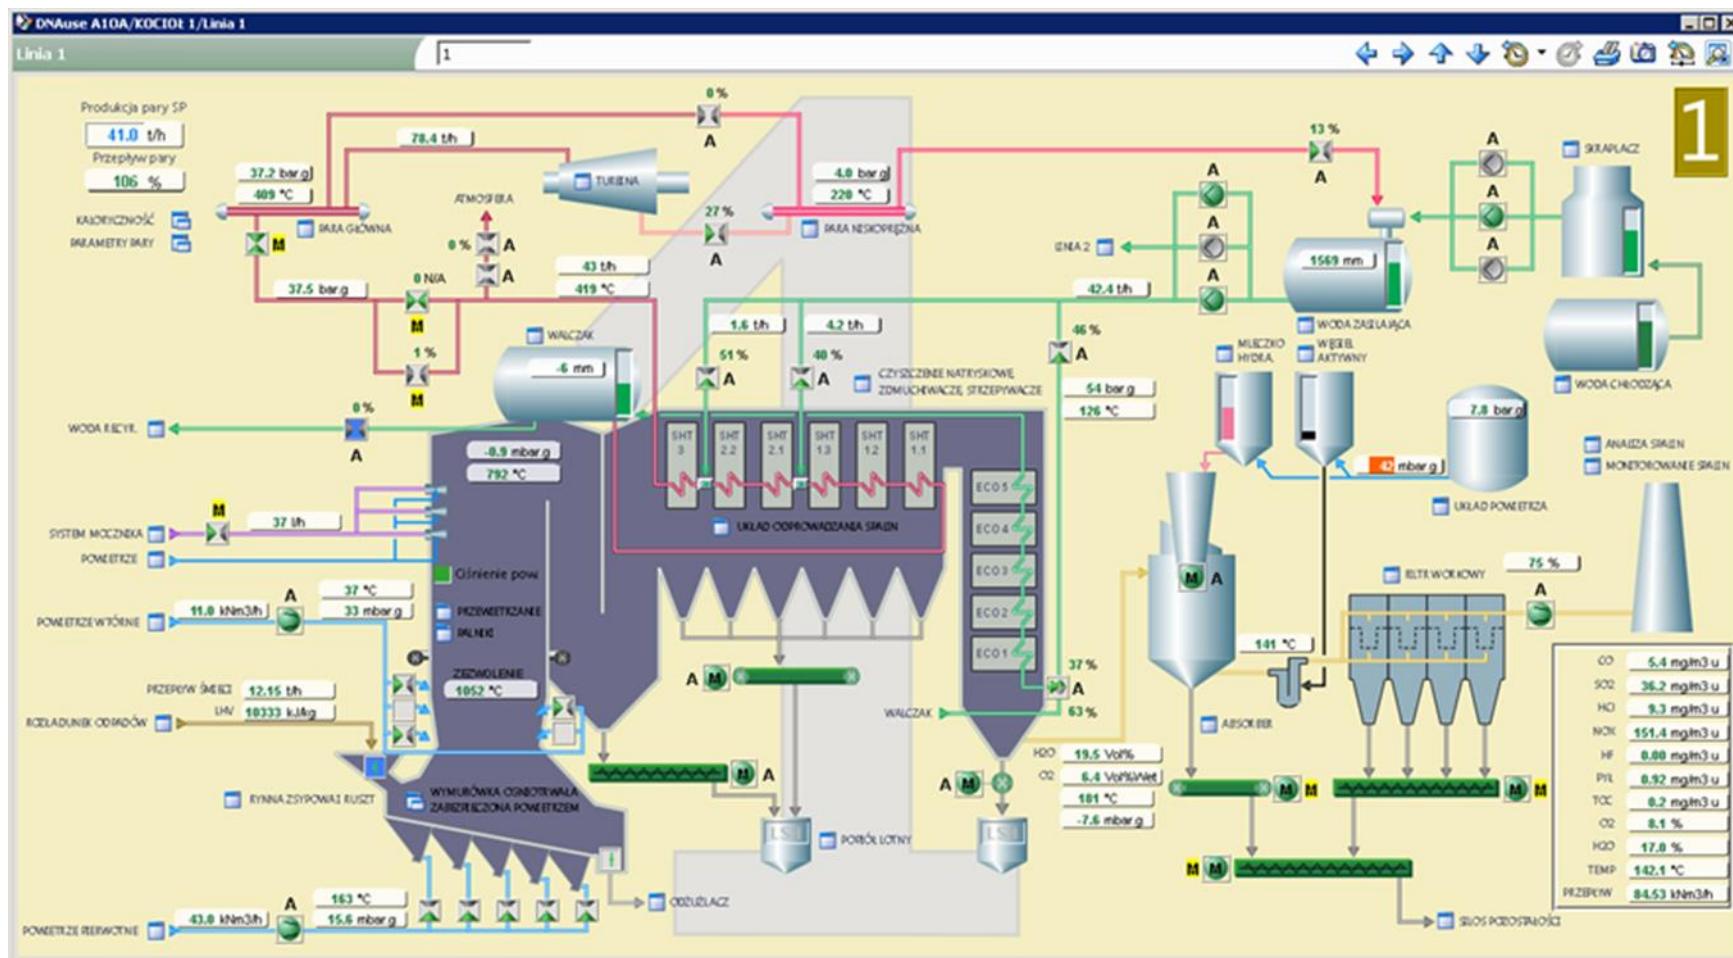 DNAuse A10A/KOCIOŁ 1/Linia 1
Linia 1
1
1
Produkcja pary SP
41.0 t/h
Przepływ pary
106 %
KALORYCZNOŚĆ
PARAMETRY PARY
37.2 bar g
409 °C
PARA GŁÓWNA
M
78.4 t/h
TURBINA
0 %
A
27 %
A
4.0 bar g
220 °C
PARA NISKOPRĘŻNA
ATMOSFERA
0 %
A
A
37.5 bar g
0 N/A
M
1 %
M
43 t/h
419 °C
13 %
A
SKRAPLACZ
A
A
A
A
A
A
LINIA 2
42.4 t/h
1569 mm
WODA ZASILAJĄCA
WODA CHŁODZĄCA
WALCZAK
-6 mm
1.6 t/h
51 %
A
4.2 t/h
40 %
A
46 %
A
54 bar g
126 °C
CZYSZCZENIE NATRYSKOWE,
ZDMUCHIWACZE, STRZEPYWACZE
MLECZKO
HYDRA.
WĘGIEL
AKTYWNY
7.8 bar g
42 mbar g
UKŁAD POWIETRZA
ANALIZA SPALIN
MONITOROWANIE SPALIN
WODA RECYR.
0 %
A
-0.9 mbar g
792 °C
SHT 3
SHT 2.2
SHT 2.1
SHT 1.3
SHT 1.2
SHT 1.1
UKŁAD ODPROWADZANIA SPALIN
ECO 5
ECO 4
ECO 3
ECO 2
ECO 1
SYSTEM MOCZNIKA
M
37 l/h
POWIETRZE
Ciśnienie pow.
PRZEWIETRZANIE
PALNIKI
ZEZWOLENIE
1052 °C
POWIETRZE WTÓRNE
11.0 kNm3/h
A
37 °C
33 mbar g
PRZEPŁYW ŚMIECI
12.15 t/h
LHV
10333 kJ/kg
ROZŁADUNEK ODPADÓW
RYNNA ZSYPOWA I RUSZT
WYMURÓWKA OGNIOTRWAŁA
ZABEZPIECZONA POWIETRZEM
A M
M A
POPIÓŁ LOTNY
ODŻUŻLACZ
POWIETRZE PIERWOTNE
43.0 kNm3/h
A
163 °C
15.6 mbar g
WALCZAK
37 %
A
63 %
A M
H2O
19.5 Vol%
O2
6.4 Vol%Wet
181 °C
-7.6 mbar g
M A
ABSORBER
141 °C
FILTR WORKOWY
75 %
A
M M
M M
M M
SILOS POZOSTAŁOŚCI
CO 5.4 mg/m3 u
SO2 36.2 mg/m3 u
HCl 9.3 mg/m3 u
NOX 151.4 mg/m3 u
HF 0.00 mg/m3 u
PYŁ 0.92 mg/m3 u
TOC 0.2 mg/m3 u
O2 8.1 %
H2O 17.0 %
TEMP 142.1 °C
PRZEPŁYW 84.53 kNm3/h